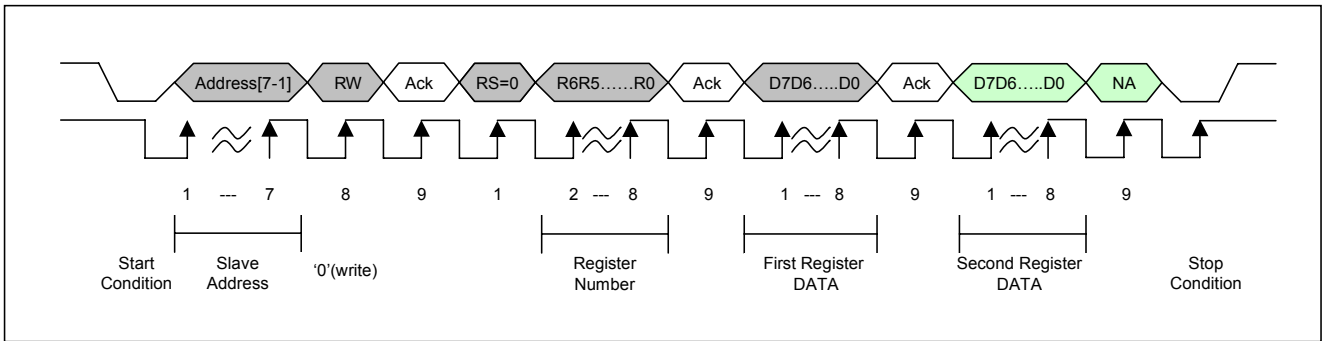 Address[7-1] RW Ack RS=0 R6R5……R0 Ack D7D6…..D0 Ack D7D6…..D0 NA
1 --- 7 8 9 1 2 --- 8 9 1 --- 8 9 1 --- 8 9
Start Condition
Slave Address
'0'(write)
Register Number
First Register DATA
Second Register DATA
Stop Condition